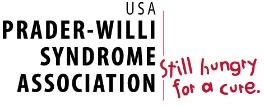 USA
PRADER-WILLI
SYNDROME
ASSOCIATION
Still hungry
for a cure.